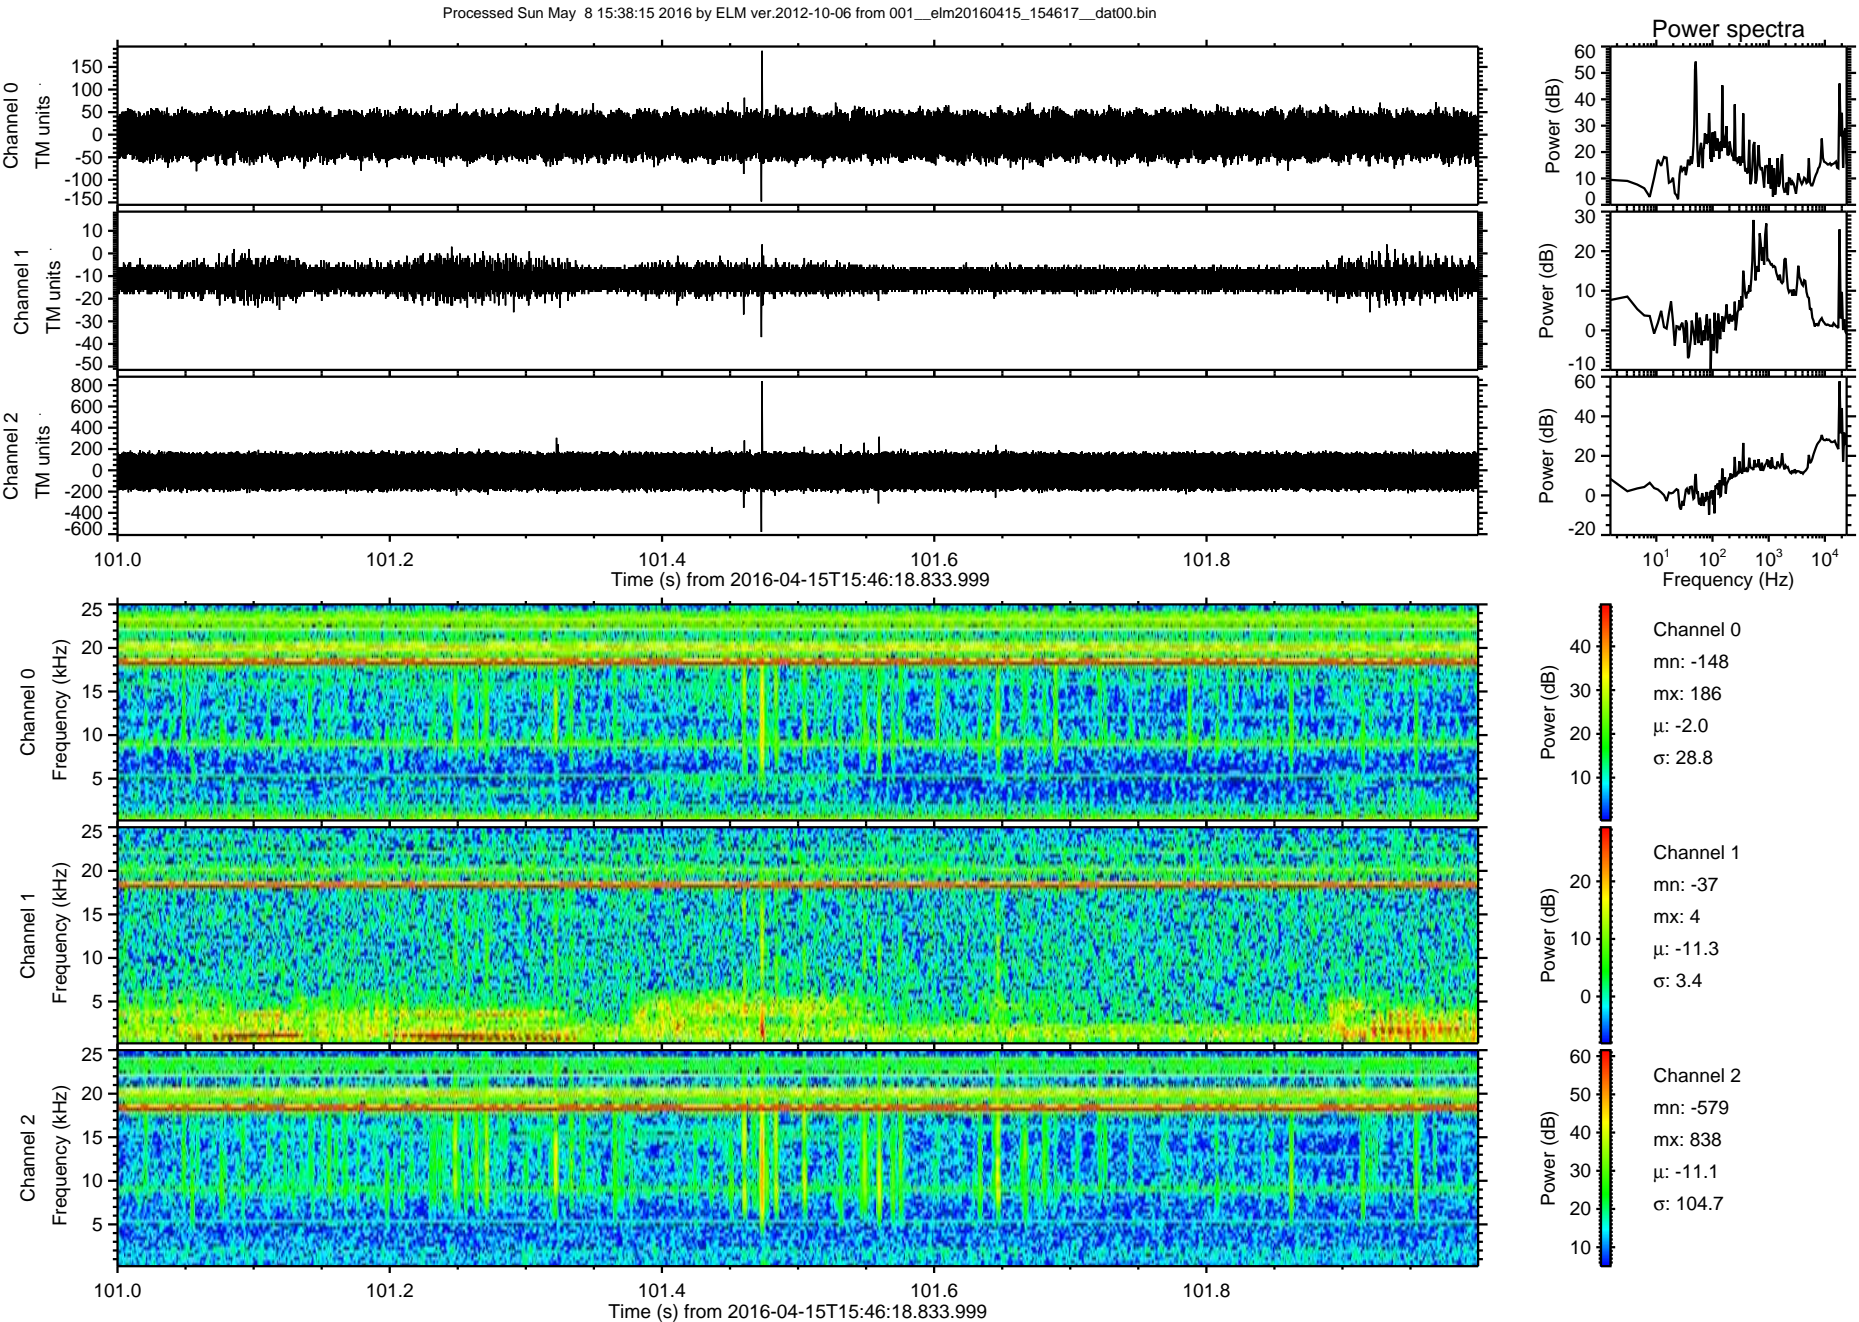 Processed Sun May  8 15:38:15 2016 by ELM ver.2012-10-06 from 001__elm20160415_154617__dat00.bin
Power spectra
Channel 0
TM units
150
100
50
0
-50
-100
-150
Power (dB)
60
50
40
30
20
10
0
Channel 1
TM units
10
0
-10
-20
-30
-40
-50
Power (dB)
30
20
10
0
-10
Channel 2
TM units
800
600
400
200
0
-200
-400
-600
Power (dB)
60
40
20
0
-20
101.0 101.2 101.4 101.6 101.8
Time (s) from 2016-04-15T15:46:18.833.999
10¹ 10² 10³ 10⁴
Frequency (Hz)
Channel 0
Frequency (kHz)
25
20
15
10
5
Power (dB)
40
30
20
10
Channel 0
mn: -148
mx: 186
μ: -2.0
σ: 28.8
Channel 1
Frequency (kHz)
25
20
15
10
5
Power (dB)
20
10
0
Channel 1
mn: -37
mx: 4
μ: -11.3
σ: 3.4
Channel 2
Frequency (kHz)
25
20
15
10
5
Power (dB)
60
50
40
30
20
10
Channel 2
mn: -579
mx: 838
μ: -11.1
σ: 104.7
101.0 101.2 101.4 101.6 101.8
Time (s) from 2016-04-15T15:46:18.833.999